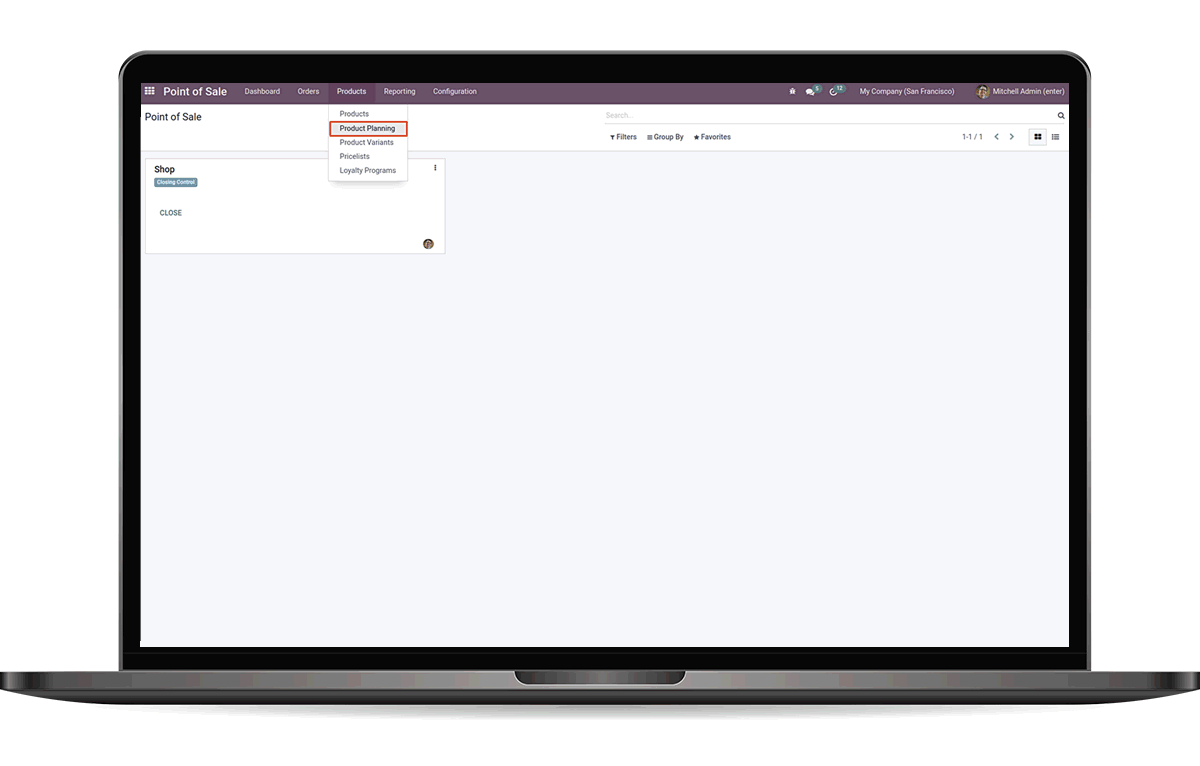 Point of Sale Dashboard Orders Products Reporting Configuration 5 12 My Company (San Francisco) Mitchell Admin (enter)
Point of Sale
Search...
Filters Group By Favorites 1-1 / 1
Products
Product Planning
Product Variants
Pricelists
Loyalty Programs
Shop
Closing Control
CLOSE